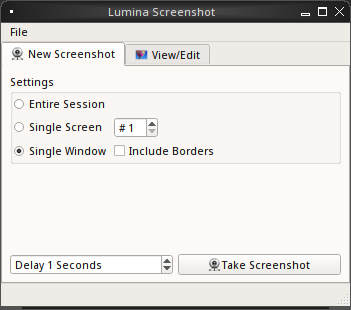 Lumina Screenshot
File
New Screenshot View/Edit
Settings
Entire Session
Single Screen # 1
Single Window Include Borders
Delay 1 Seconds Take Screenshot